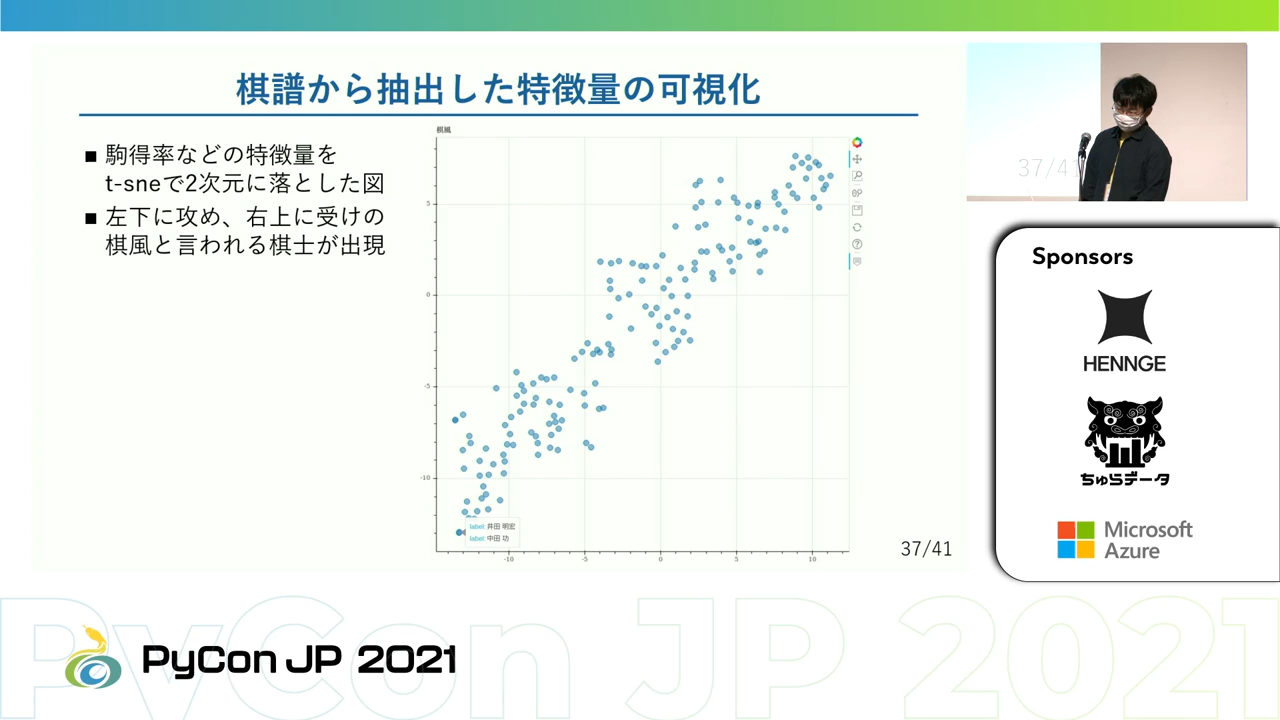 棋譜から抽出した特徴量の可視化
■ 駒得率などの特徴量を
t-sneで2次元に落とした図
■ 左下に攻め、右上に受けの
棋風と言われる棋士が出現
棋風
5
0
-5
-10
label: 井田 明宏
label: 中田 功
-10
-5
0
5
10
37/41
37/41
Sponsors
HENNGE
ちゅらデータ
Microsoft
Azure
PyCon JP 2021
PyCon JP 2021